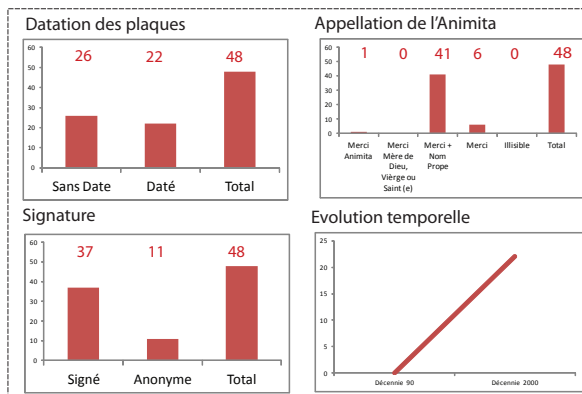 Datation des plaques
26 22 48
60
50
40
30
20
10
0
Sans Date Daté Total
Appellation de l'Animita
1 0 41 6 0 48
60
50
40
30
20
10
0
Merci Animita
Merci Mère de Dieu, Vièrge ou Saint (e)
Merci + Nom Prope
Merci
Illisible
Total
Signature
37 11 48
60
50
40
30
20
10
0
Signé Anonyme Total
Evolution temporelle
25
20
15
10
5
0
Décennie 90 Décennie 2000